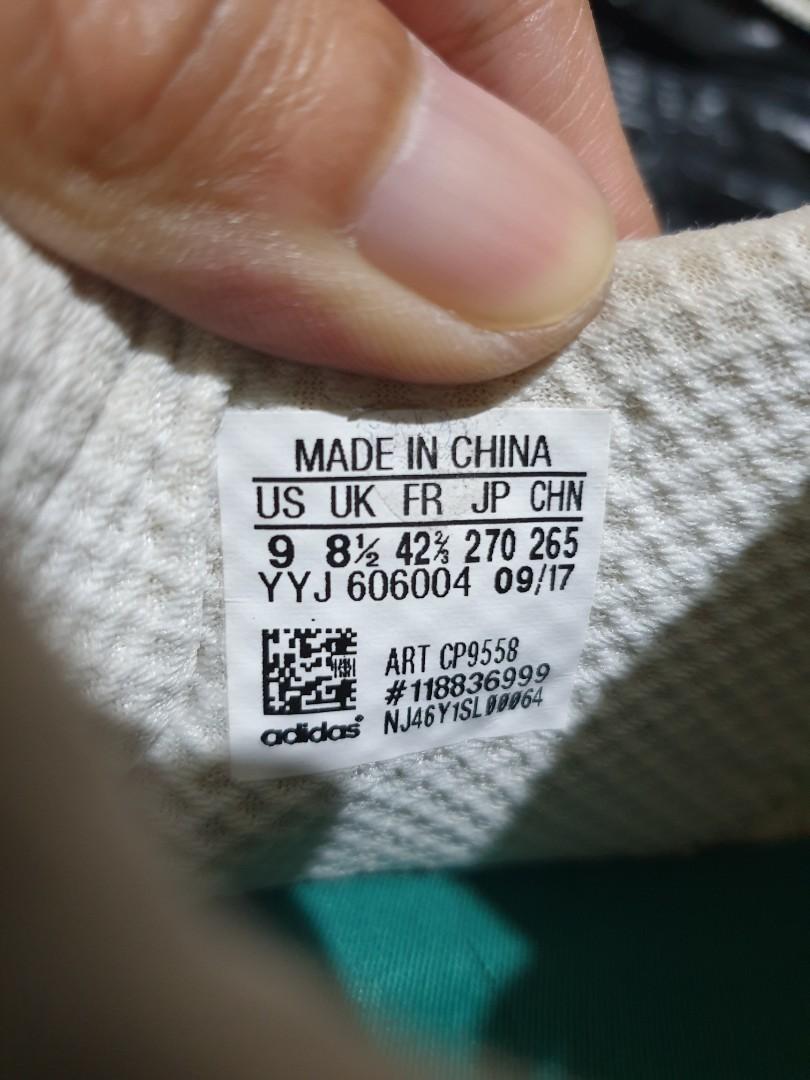 MADE IN CHINA
US UK FR JP CHN
9 8½ 42⅔ 270 265
YYJ 606004 09/17
ART CP9558
#118836999
NJ46Y1SL00064
adidas®